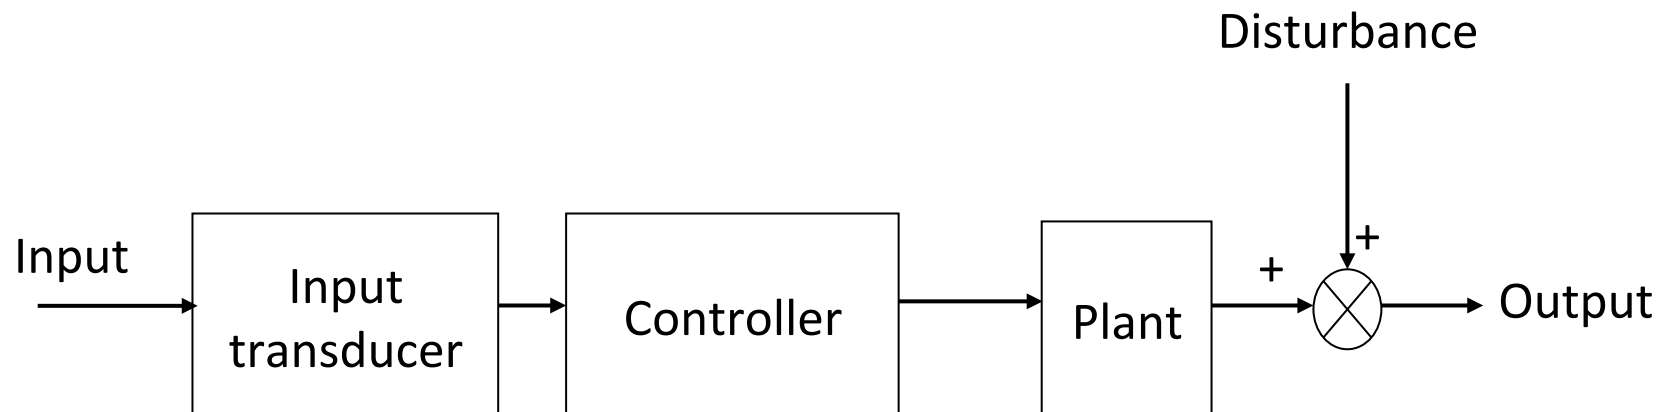 Disturbance
+
Input
+
Input
transducer
Controller
Plant
Output